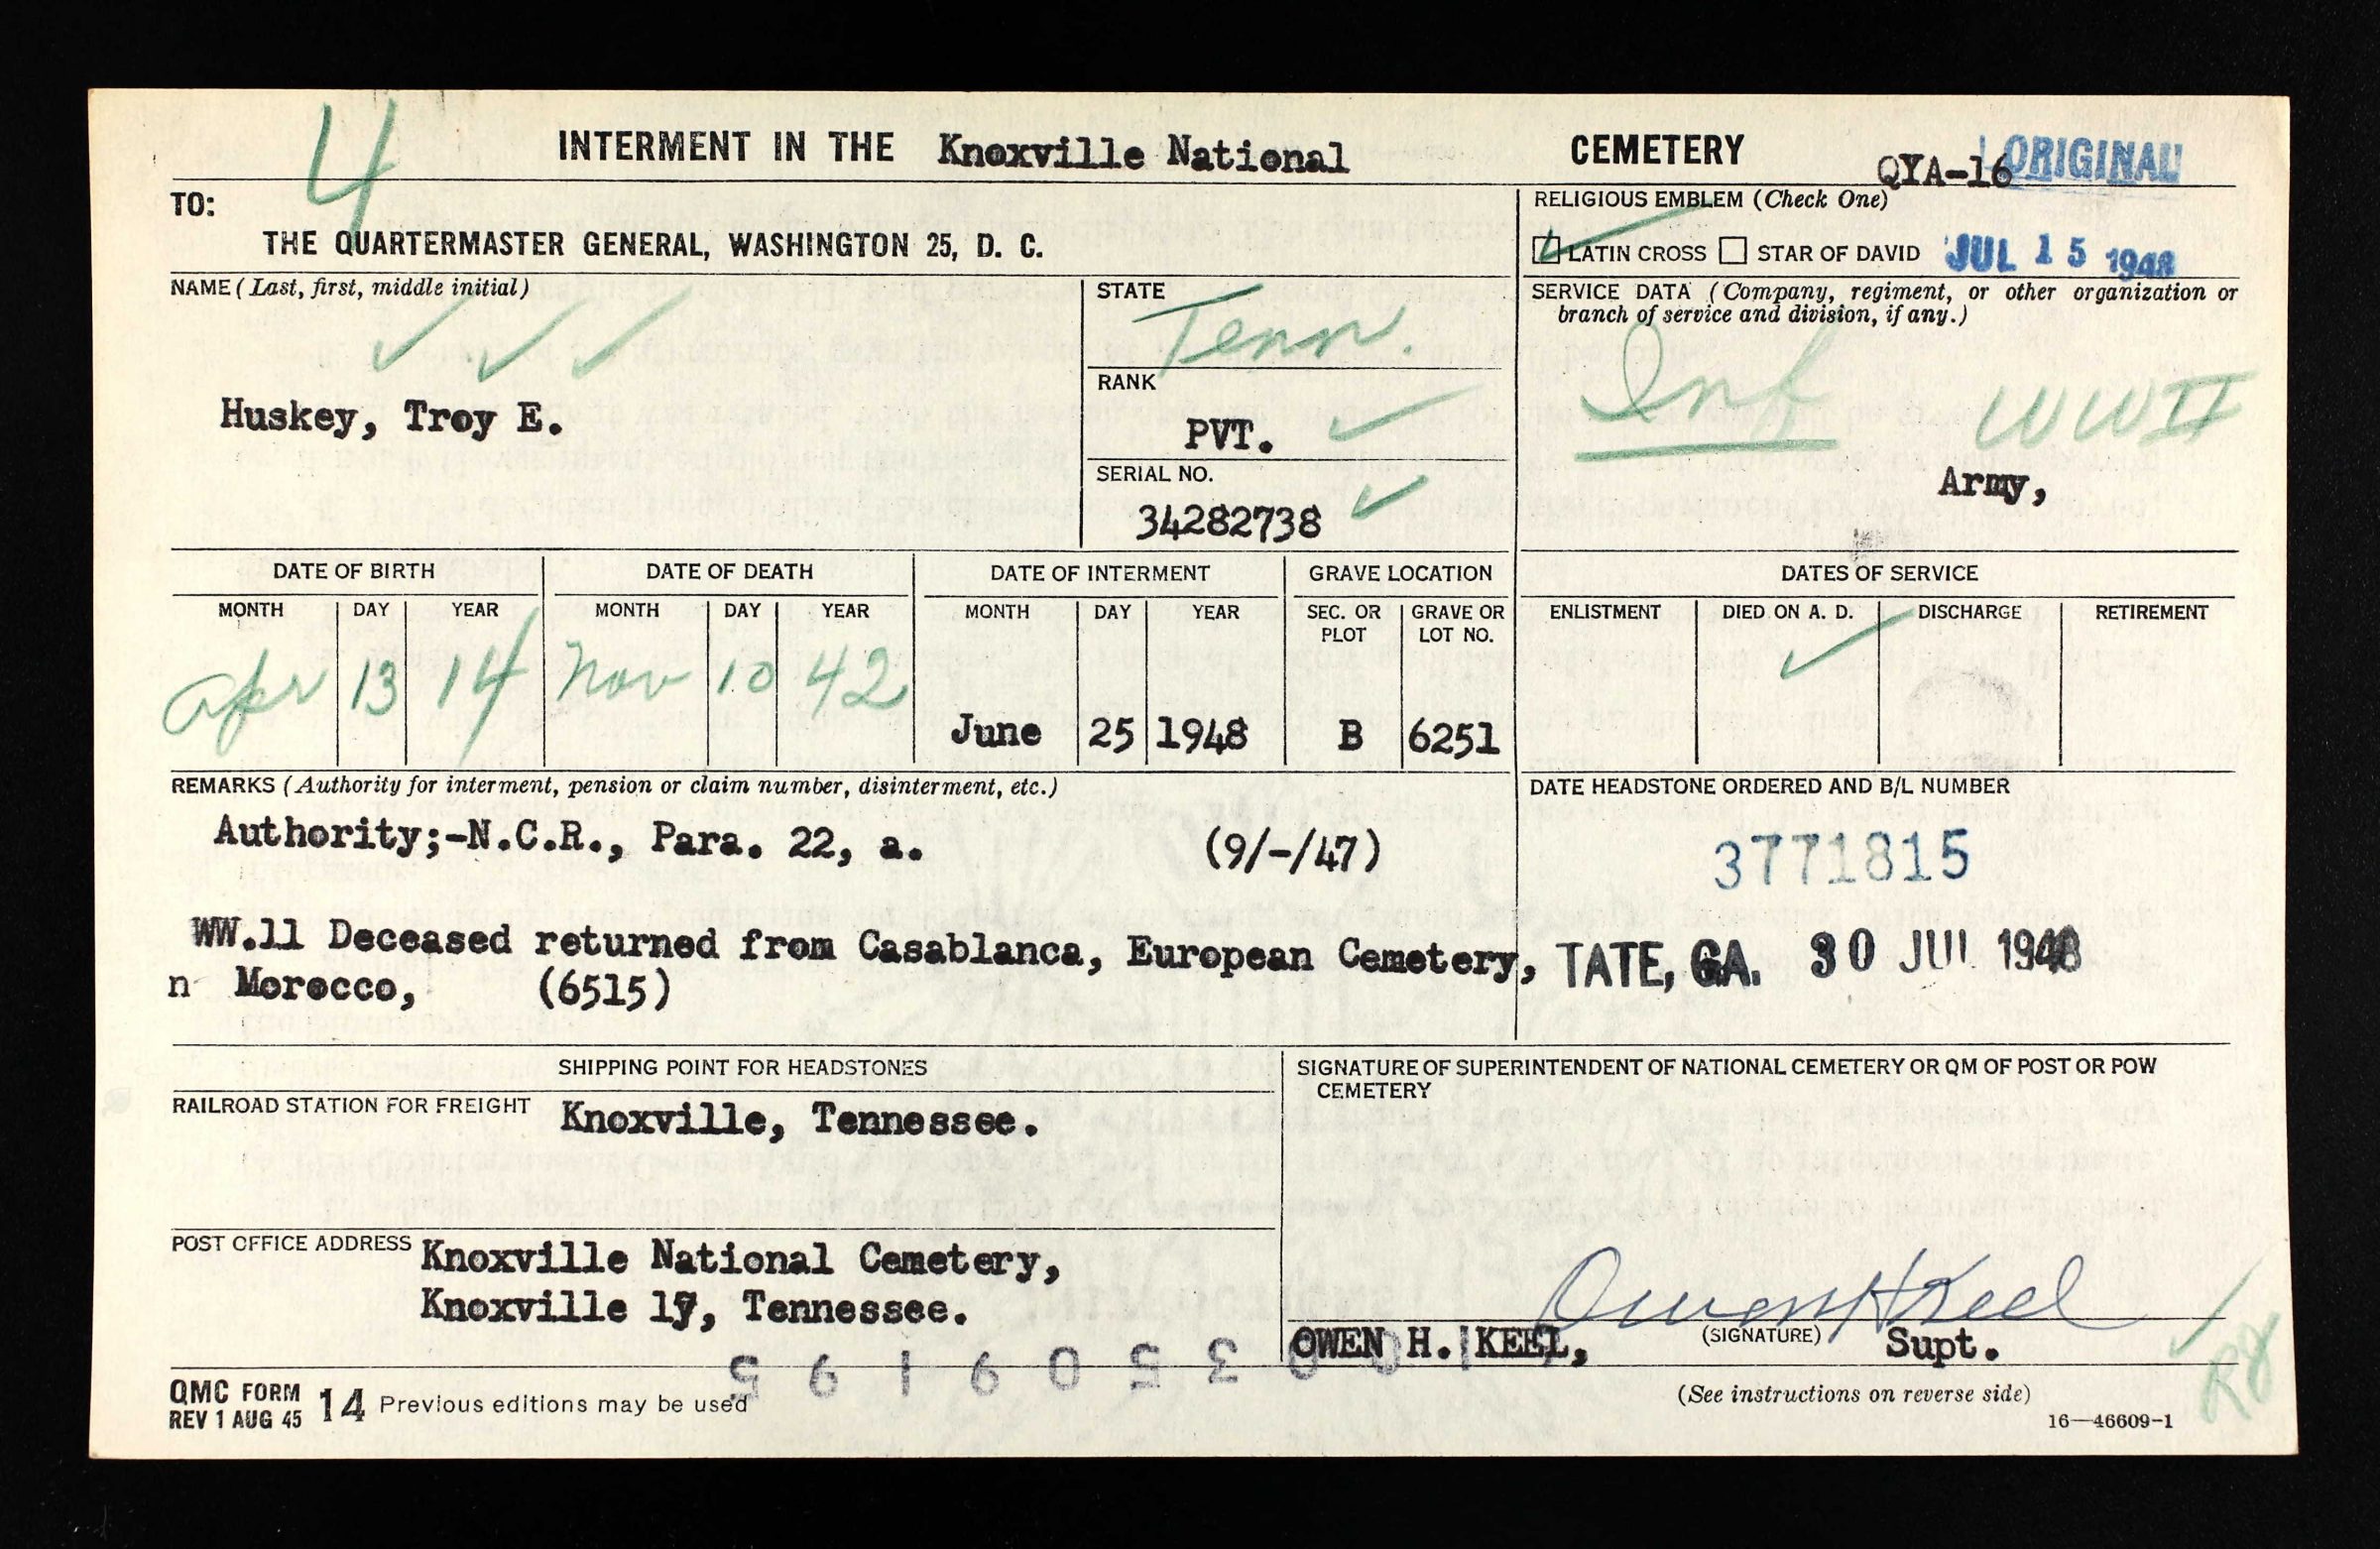 4
INTERMENT IN THE Knoxville National CEMETERY
QYA-16 ORIGINAL
TO:
THE QUARTERMASTER GENERAL, WASHINGTON 25, D. C.
RELIGIOUS EMBLEM (Check One)
LATIN CROSS STAR OF DAVID JUL 15 1948
NAME (Last, first, middle initial)
Huskey, Troy E.
STATE
Tenn.
RANK
PVT.
SERIAL NO.
34282738
SERVICE DATA (Company, regiment, or other organization or
branch of service and division, if any.)
Inf WWII
Army,
DATE OF BIRTH DATE OF DEATH DATE OF INTERMENT GRAVE LOCATION DATES OF SERVICE
MONTH DAY YEAR MONTH DAY YEAR MONTH DAY YEAR SEC. OR PLOT GRAVE OR LOT NO. ENLISTMENT DIED ON A. D. DISCHARGE RETIREMENT
Apr 13 14 Nov 10 42 June 25 1948 B 6251
REMARKS (Authority for interment, pension or claim number, disinterment, etc.)
Authority;-N.C.R., Para. 22, a. (9/-/47)
WW.11 Deceased returned from Casablanca, European Cemetery,
n Morocco, (6515)
DATE HEADSTONE ORDERED AND B/L NUMBER
3771815
TATE, GA. 30 JUL 1948
SHIPPING POINT FOR HEADSTONES
RAILROAD STATION FOR FREIGHT Knoxville, Tennessee.
POST OFFICE ADDRESS Knoxville National Cemetery,
Knoxville 17, Tennessee.
SIGNATURE OF SUPERINTENDENT OF NATIONAL CEMETERY OR QM OF POST OR POW
CEMETERY
Owen H Keel
OWEN H. KEEL, (SIGNATURE) Supt.
QMC FORM 14 Previous editions may be used
REV 1 AUG 45
(See instructions on reverse side)
16—46609-1